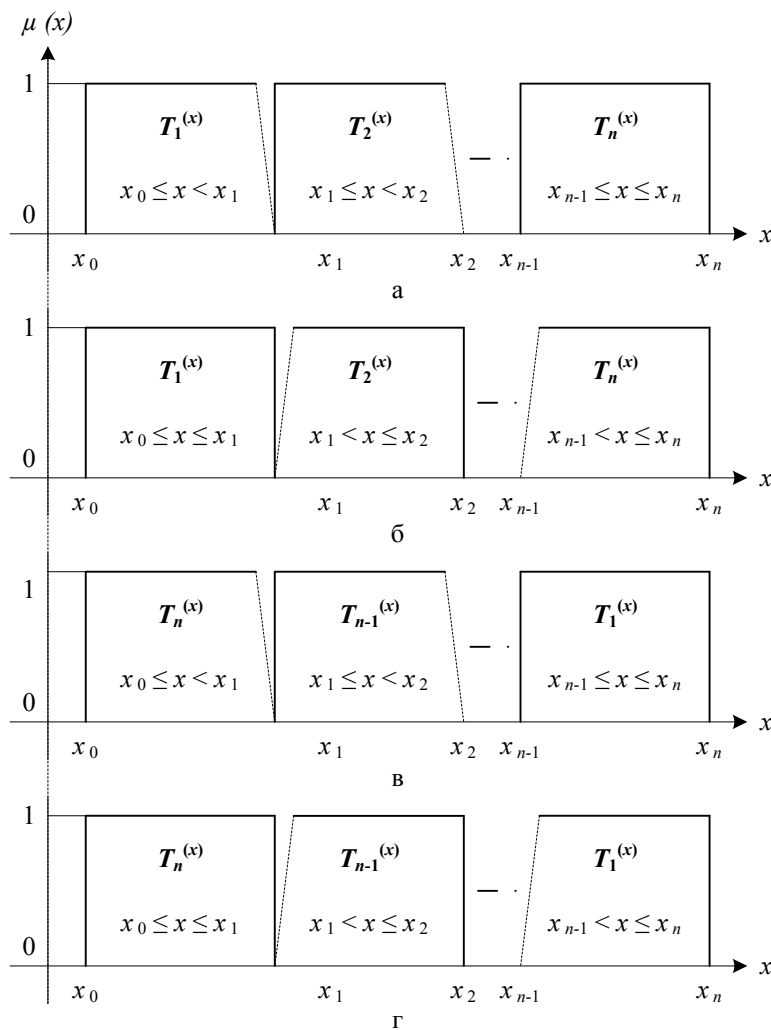 μ (x)
1
T₁⁽ˣ⁾ T₂⁽ˣ⁾ Tₙ⁽ˣ⁾
x₀ ≤ x < x₁ x₁ ≤ x < x₂ xₙ₋₁ ≤ x ≤ xₙ
0
x
x₀ x₁ x₂ xₙ₋₁ xₙ
а
1
T₁⁽ˣ⁾ T₂⁽ˣ⁾ Tₙ⁽ˣ⁾
x₀ ≤ x ≤ x₁ x₁ < x ≤ x₂ xₙ₋₁ < x ≤ xₙ
0
x
x₀ x₁ x₂ xₙ₋₁ xₙ
б
1
Tₙ⁽ˣ⁾ Tₙ₋₁⁽ˣ⁾ T₁⁽ˣ⁾
x₀ ≤ x < x₁ x₁ ≤ x < x₂ xₙ₋₁ ≤ x ≤ xₙ
0
x
x₀ x₁ x₂ xₙ₋₁ xₙ
в
1
Tₙ⁽ˣ⁾ Tₙ₋₁⁽ˣ⁾ T₁⁽ˣ⁾
x₀ ≤ x ≤ x₁ x₁ < x ≤ x₂ xₙ₋₁ < x ≤ xₙ
0
x
x₀ x₁ x₂ xₙ₋₁ xₙ
г